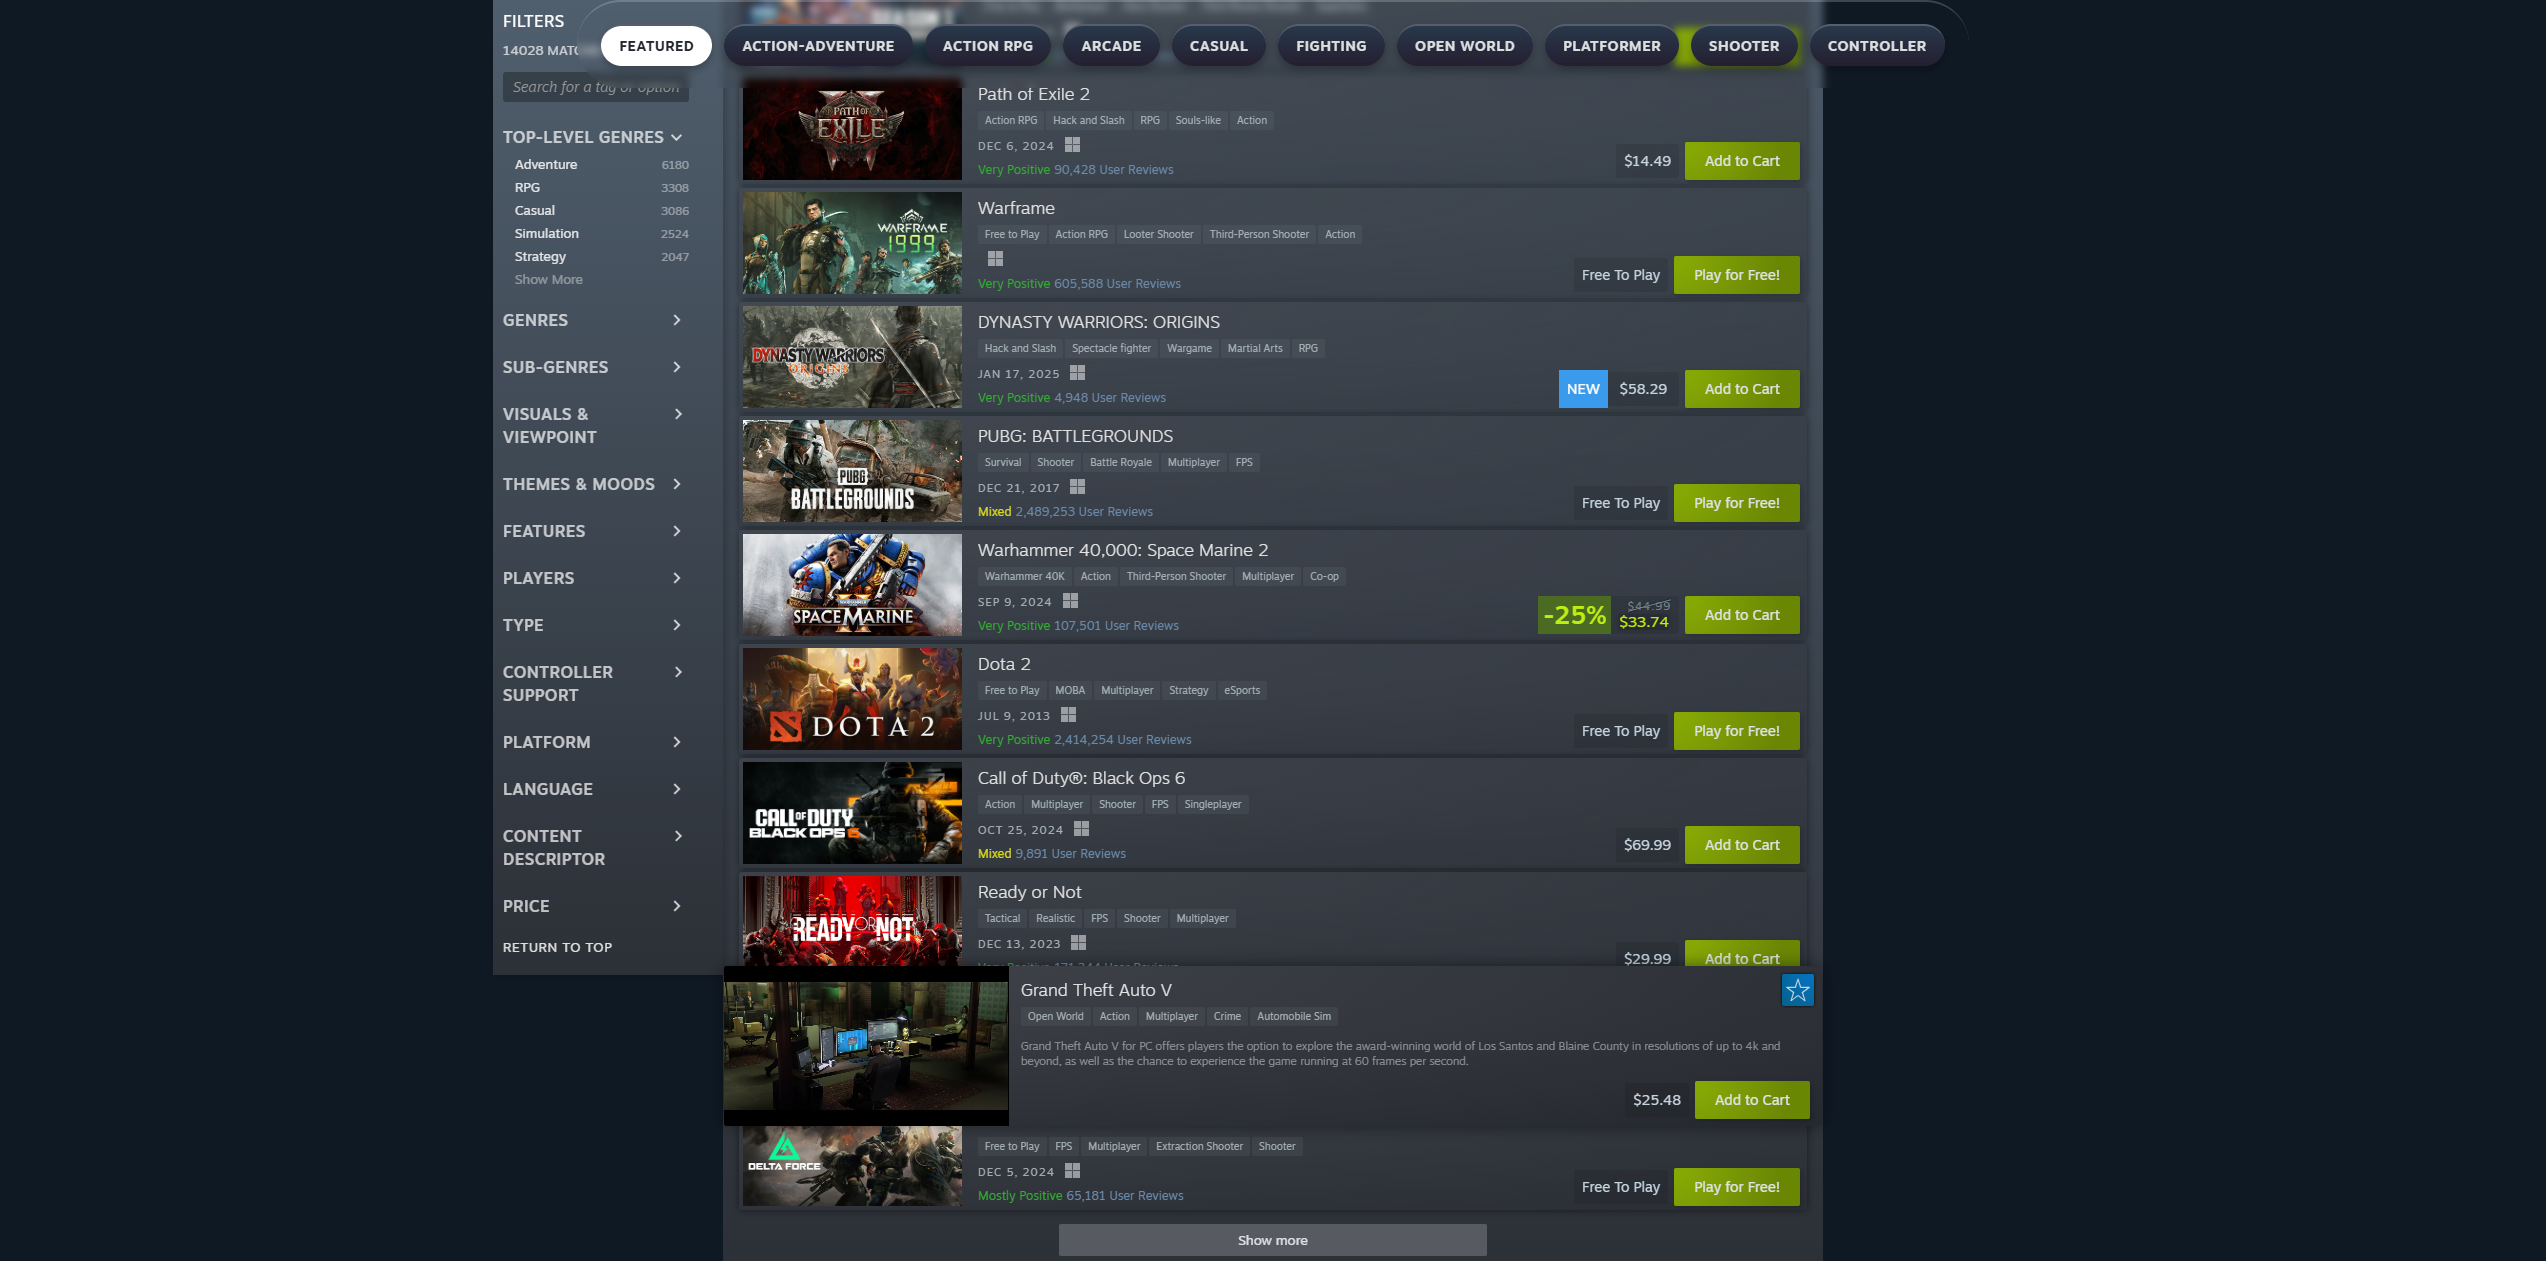 FILTERS
14028 MATC
Search for a tag or option
TOP-LEVEL GENRES
Adventure 6180
RPG 3308
Casual 3086
Simulation 2524
Strategy 2047
Show More
GENRES
SUB-GENRES
VISUALS &
VIEWPOINT
THEMES & MOODS
FEATURES
PLAYERS
TYPE
CONTROLLER
SUPPORT
PLATFORM
LANGUAGE
CONTENT
DESCRIPTOR
PRICE
RETURN TO TOP
FEATURED ACTION-ADVENTURE ACTION RPG ARCADE CASUAL FIGHTING OPEN WORLD PLATFORMER SHOOTER CONTROLLER
PATH OF
EXILE
Path of Exile 2
Action RPG Hack and Slash RPG Souls-like Action
DEC 6, 2024
Very Positive 90,428 User Reviews
$14.49 Add to Cart
WARFRAME
1999
Warframe
Free to Play Action RPG Looter Shooter Third-Person Shooter Action
Very Positive 605,588 User Reviews
Free To Play Play for Free!
DYNASTY WARRIORS
ORIGINS
DYNASTY WARRIORS: ORIGINS
Hack and Slash Spectacle fighter Wargame Martial Arts RPG
JAN 17, 2025
Very Positive 4,948 User Reviews
NEW $58.29 Add to Cart
PUBG
BATTLEGROUNDS
PUBG: BATTLEGROUNDS
Survival Shooter Battle Royale Multiplayer FPS
DEC 21, 2017
Mixed 2,489,253 User Reviews
Free To Play Play for Free!
WARHAMMER
SPACE MARINE
Warhammer 40,000: Space Marine 2
Warhammer 40K Action Third-Person Shooter Multiplayer Co-op
SEP 9, 2024
Very Positive 107,501 User Reviews
-25% $44.99 $33.74 Add to Cart
DOTA 2
Dota 2
Free to Play MOBA Multiplayer Strategy eSports
JUL 9, 2013
Very Positive 2,414,254 User Reviews
Free To Play Play for Free!
CALL OF DUTY
BLACK OPS 6
Call of Duty®: Black Ops 6
Action Multiplayer Shooter FPS Singleplayer
OCT 25, 2024
Mixed 9,891 User Reviews
$69.99 Add to Cart
READY OR NOT
Ready or Not
Tactical Realistic FPS Shooter Multiplayer
DEC 13, 2023
$29.99 Add to Cart
Grand Theft Auto V
Open World Action Multiplayer Crime Automobile Sim
Grand Theft Auto V for PC offers players the option to explore the award-winning world of Los Santos and Blaine County in resolutions of up to 4k and
beyond, as well as the chance to experience the game running at 60 frames per second.
$25.48 Add to Cart
DELTA FORCE
Free to Play FPS Multiplayer Extraction Shooter Shooter
DEC 5, 2024
Mostly Positive 65,181 User Reviews
Free To Play Play for Free!
Show more